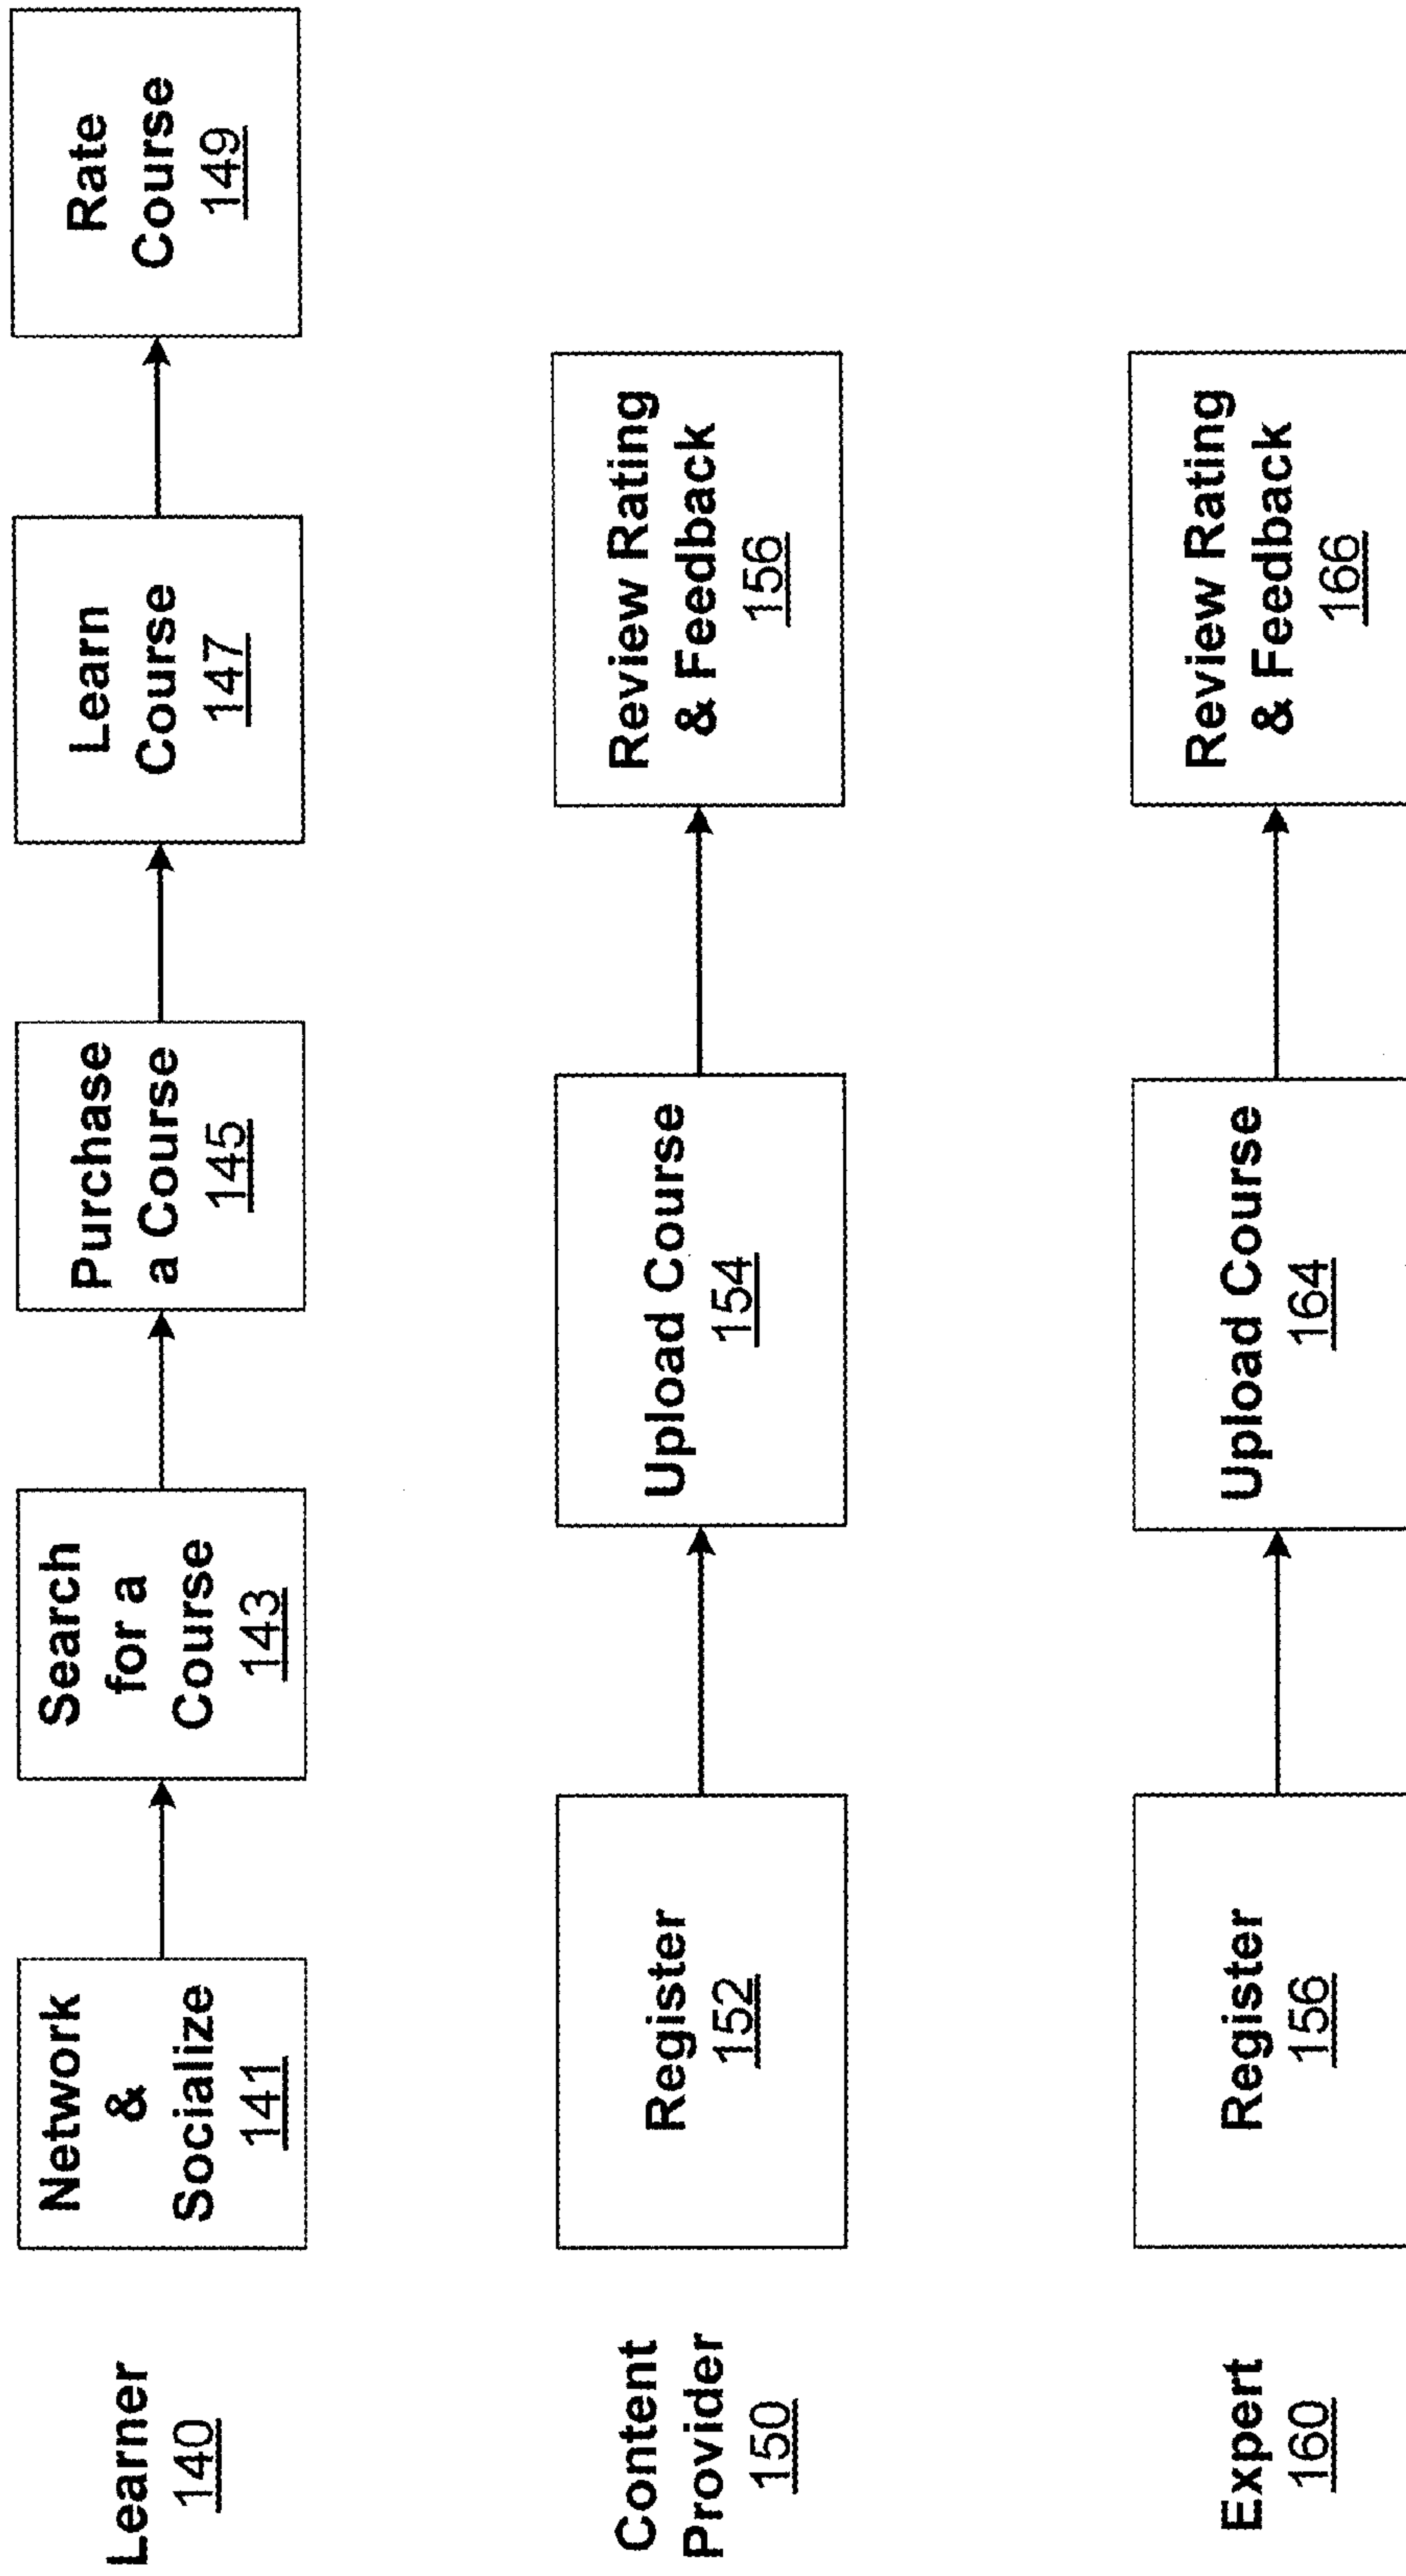 Learner
140
Network
&
Socialize
141
Search
for a
Course
143
Purchase
a Course
145
Learn
Course
147
Rate
Course
149
Content
Provider
150
Register
152
Upload Course
154
Review Rating
& Feedback
156
Expert
160
Register
156
Upload Course
164
Review Rating
& Feedback
166